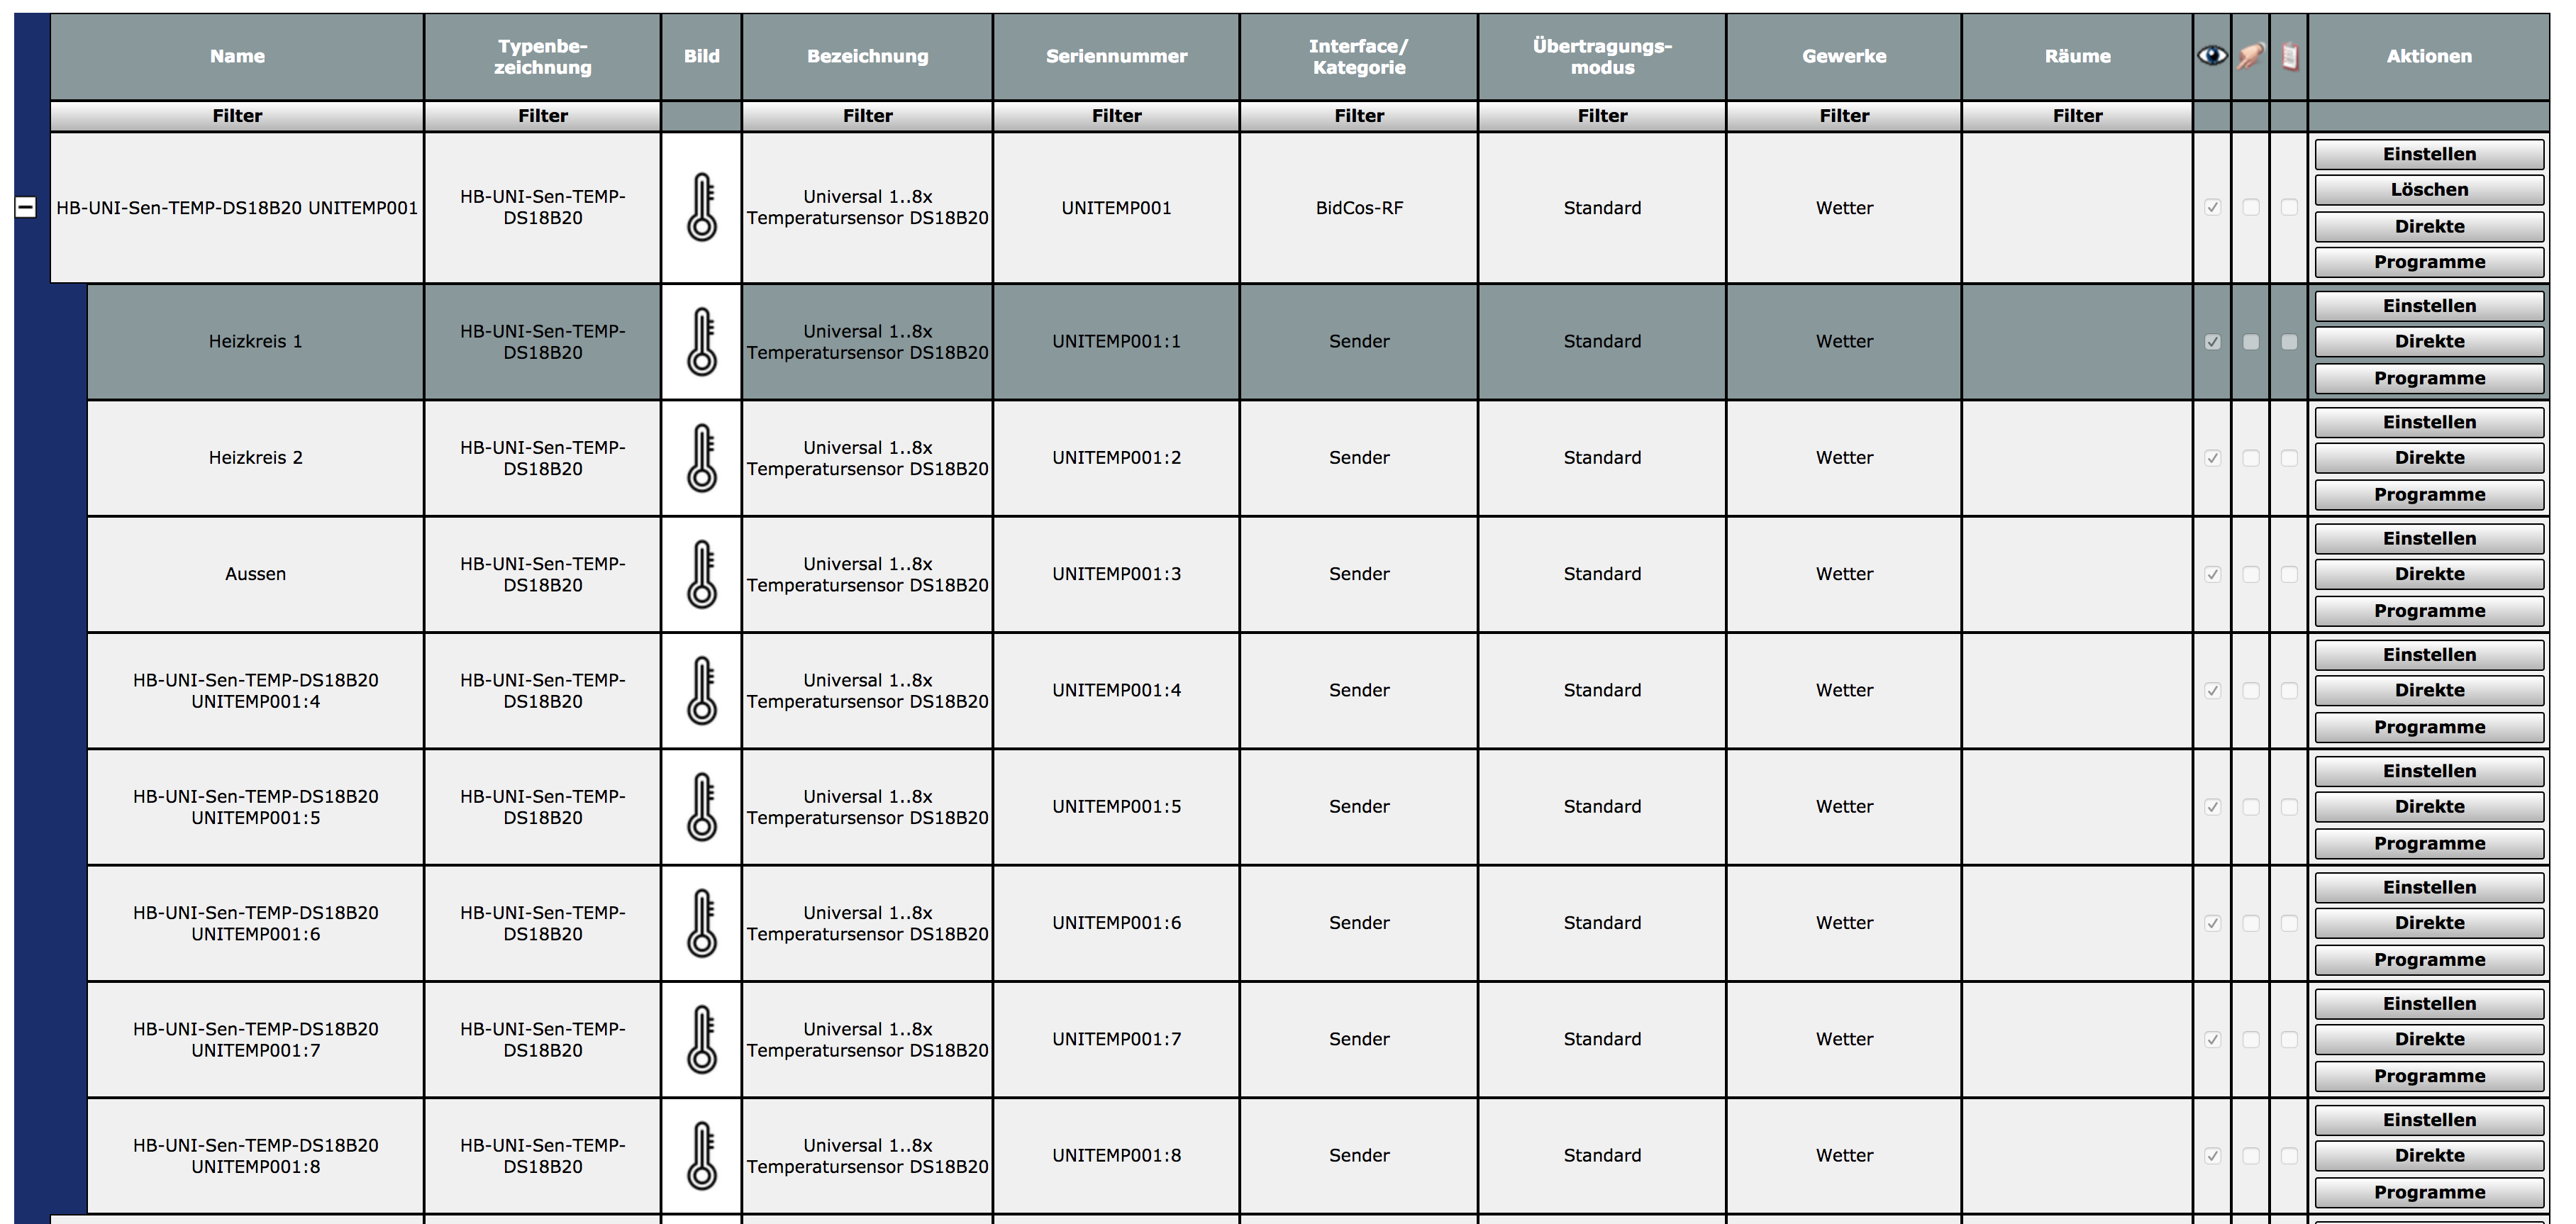 Name
Typenbe-
zeichnung
Bild
Bezeichnung
Seriennummer
Interface/
Kategorie
Übertragungs-
modus
Gewerke
Räume
Aktionen
Filter
Filter
Filter
Filter
Filter
Filter
Filter
Filter
HB-UNI-Sen-TEMP-DS18B20 UNITEMP001
HB-UNI-Sen-TEMP-
DS18B20
Universal 1..8x
Temperatursensor DS18B20
UNITEMP001
BidCos-RF
Standard
Wetter
Einstellen
Löschen
Direkte
Programme
Heizkreis 1
HB-UNI-Sen-TEMP-
DS18B20
Universal 1..8x
Temperatursensor DS18B20
UNITEMP001:1
Sender
Standard
Wetter
Einstellen
Direkte
Programme
Heizkreis 2
HB-UNI-Sen-TEMP-
DS18B20
Universal 1..8x
Temperatursensor DS18B20
UNITEMP001:2
Sender
Standard
Wetter
Einstellen
Direkte
Programme
Aussen
HB-UNI-Sen-TEMP-
DS18B20
Universal 1..8x
Temperatursensor DS18B20
UNITEMP001:3
Sender
Standard
Wetter
Einstellen
Direkte
Programme
HB-UNI-Sen-TEMP-DS18B20
UNITEMP001:4
HB-UNI-Sen-TEMP-
DS18B20
Universal 1..8x
Temperatursensor DS18B20
UNITEMP001:4
Sender
Standard
Wetter
Einstellen
Direkte
Programme
HB-UNI-Sen-TEMP-DS18B20
UNITEMP001:5
HB-UNI-Sen-TEMP-
DS18B20
Universal 1..8x
Temperatursensor DS18B20
UNITEMP001:5
Sender
Standard
Wetter
Einstellen
Direkte
Programme
HB-UNI-Sen-TEMP-DS18B20
UNITEMP001:6
HB-UNI-Sen-TEMP-
DS18B20
Universal 1..8x
Temperatursensor DS18B20
UNITEMP001:6
Sender
Standard
Wetter
Einstellen
Direkte
Programme
HB-UNI-Sen-TEMP-DS18B20
UNITEMP001:7
HB-UNI-Sen-TEMP-
DS18B20
Universal 1..8x
Temperatursensor DS18B20
UNITEMP001:7
Sender
Standard
Wetter
Einstellen
Direkte
Programme
HB-UNI-Sen-TEMP-DS18B20
UNITEMP001:8
HB-UNI-Sen-TEMP-
DS18B20
Universal 1..8x
Temperatursensor DS18B20
UNITEMP001:8
Sender
Standard
Wetter
Einstellen
Direkte
Programme